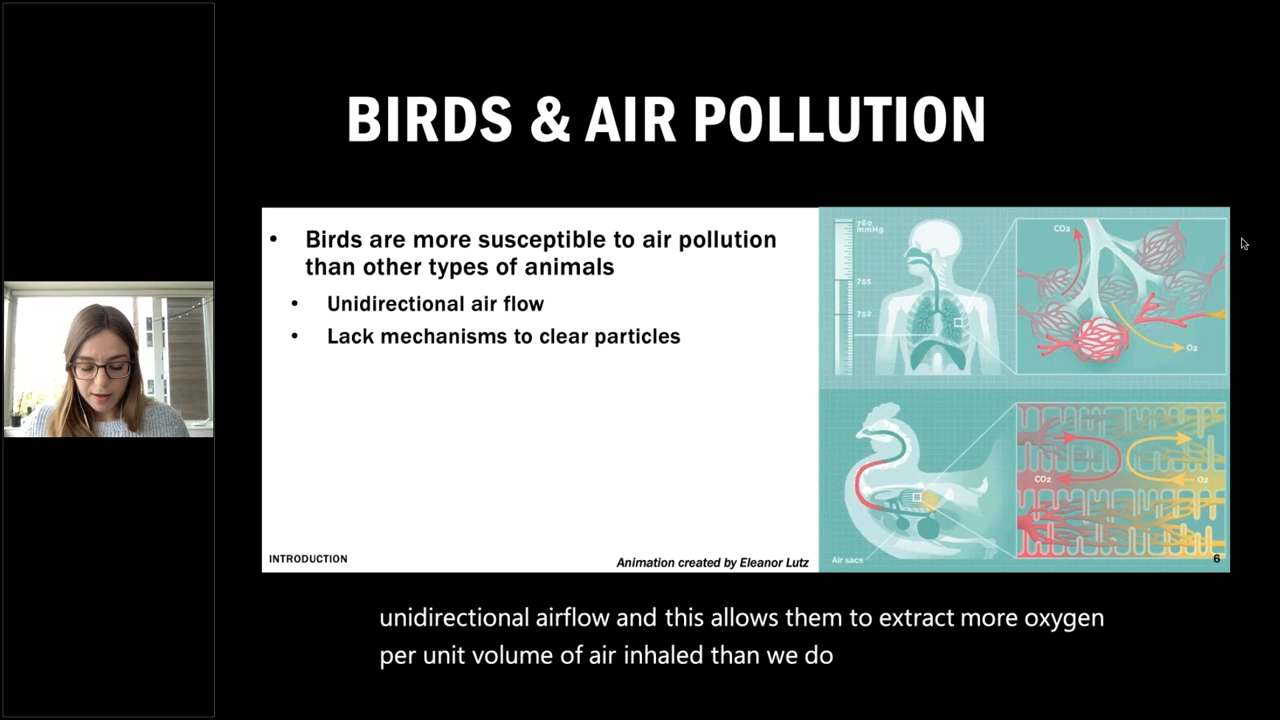 BIRDS & AIR POLLUTION
• Birds are more susceptible to air pollution
than other types of animals
• Unidirectional air flow
• Lack mechanisms to clear particles
INTRODUCTION
Animation created by Eleanor Lutz
760
mmHg
755
752
CO2
O2
CO2
O2
Air sacs
6
unidirectional airflow and this allows them to extract more oxygen
per unit volume of air inhaled than we do